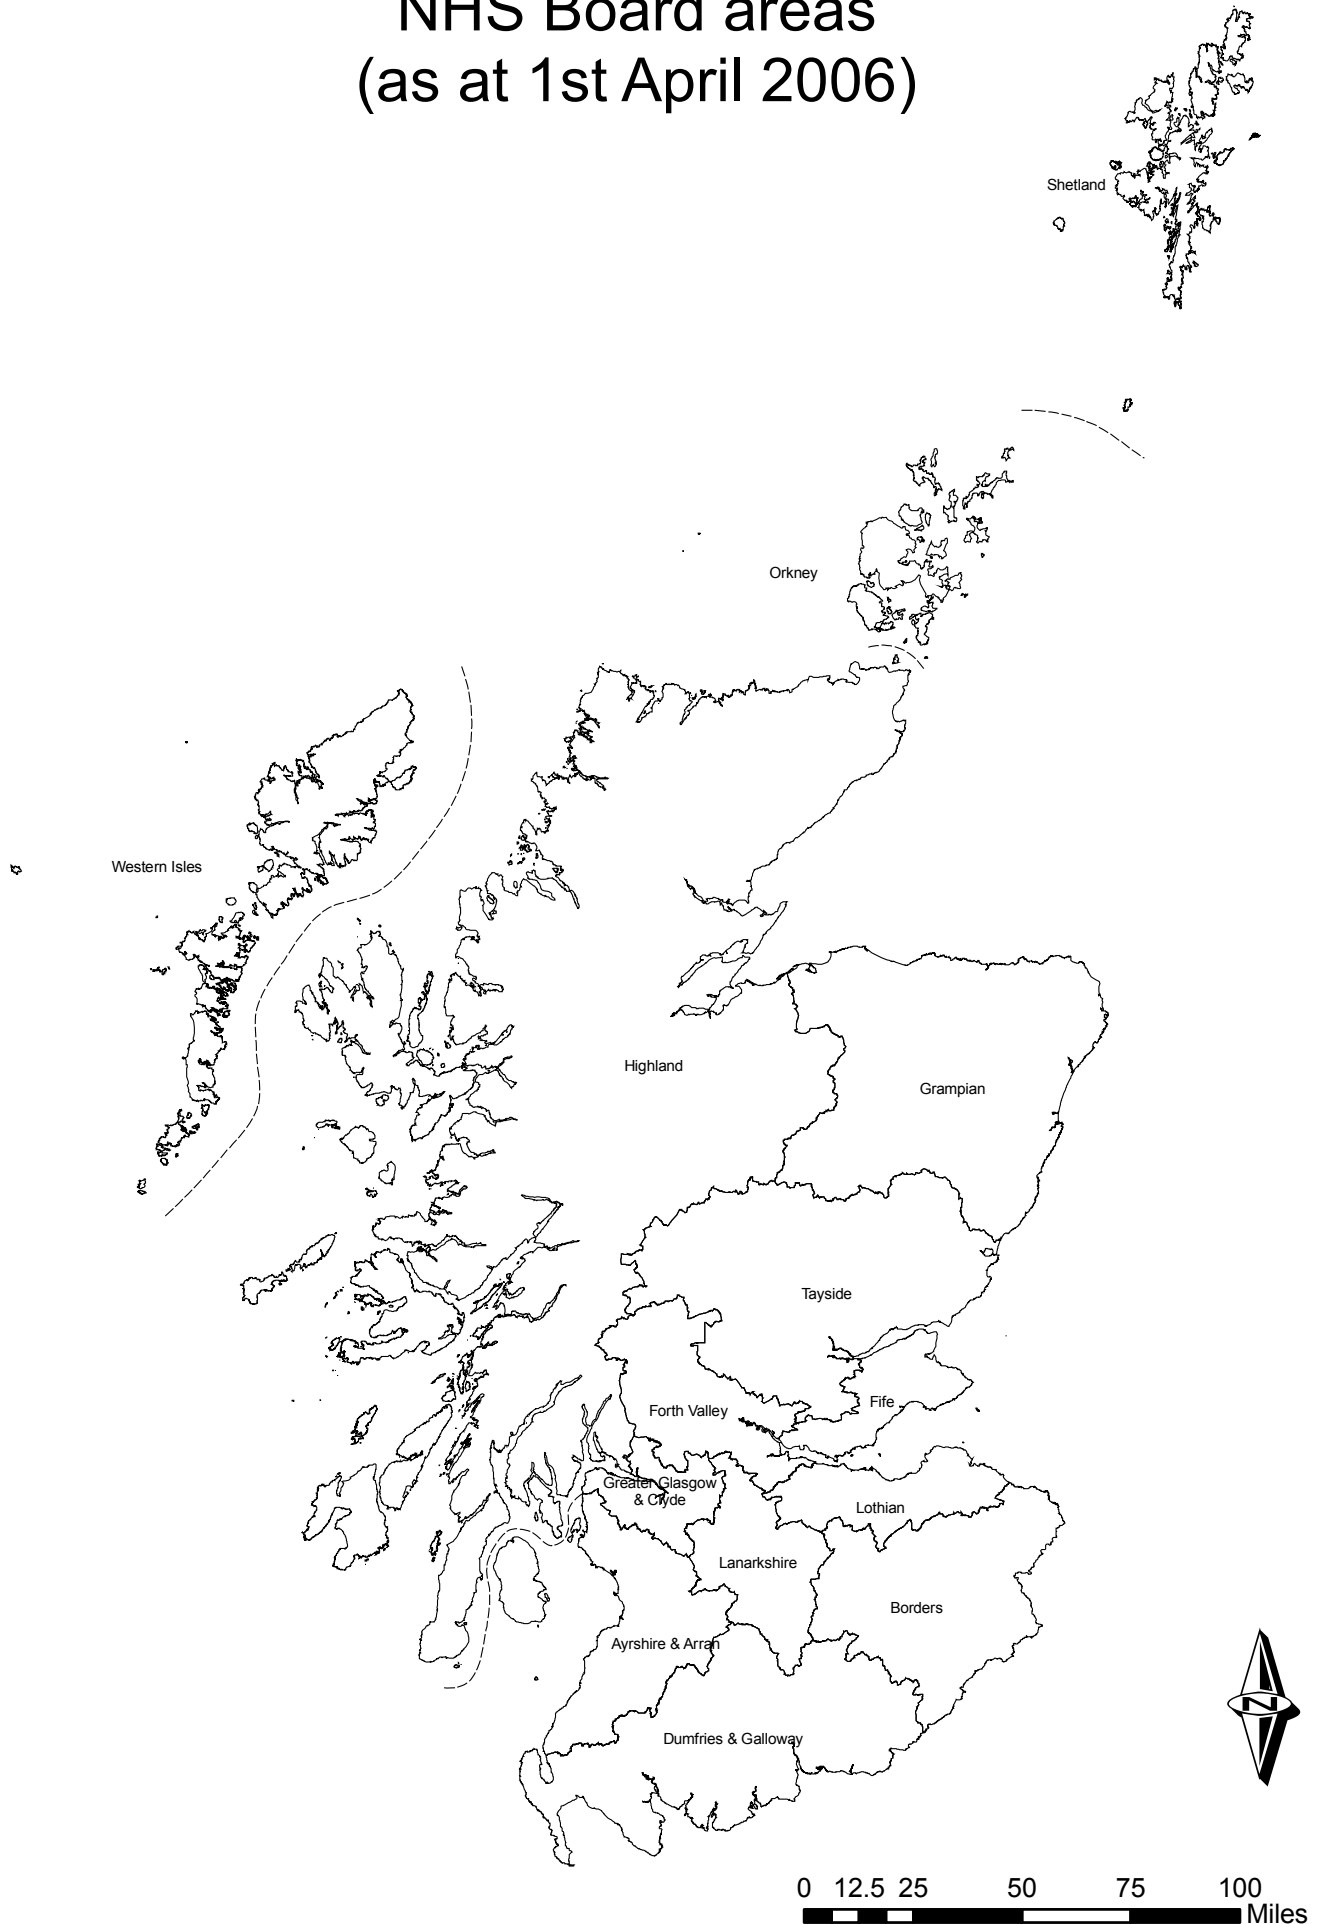 NHS Board areas
(as at 1st April 2006)
Shetland
Orkney
Western Isles
Highland
Grampian
Tayside
Fife
Forth Valley
Greater Glasgow
& Clyde
Lothian
Lanarkshire
Borders
Ayrshire & Arran
Dumfries & Galloway
N
0 12.5 25 50 75 100
Miles